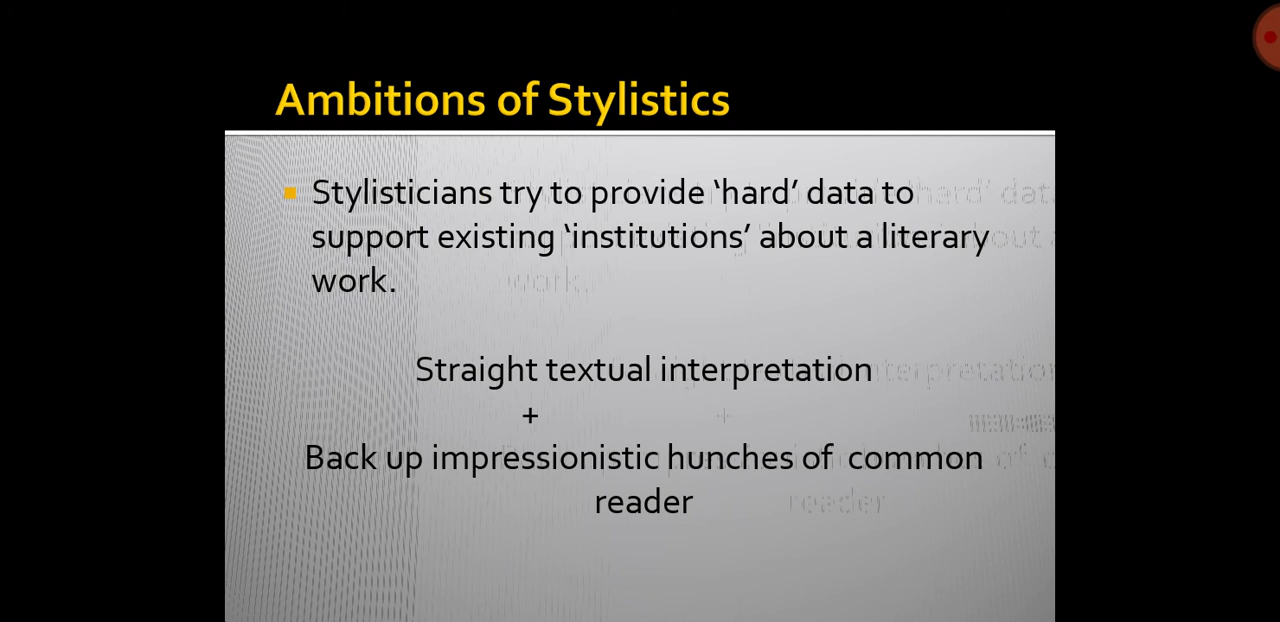 Ambitions of Stylistics
Stylisticians try to provide ‘hard’ data to
support existing ‘institutions’ about a literary
work.
Straight textual interpretation
+
Back up impressionistic hunches of common
reader